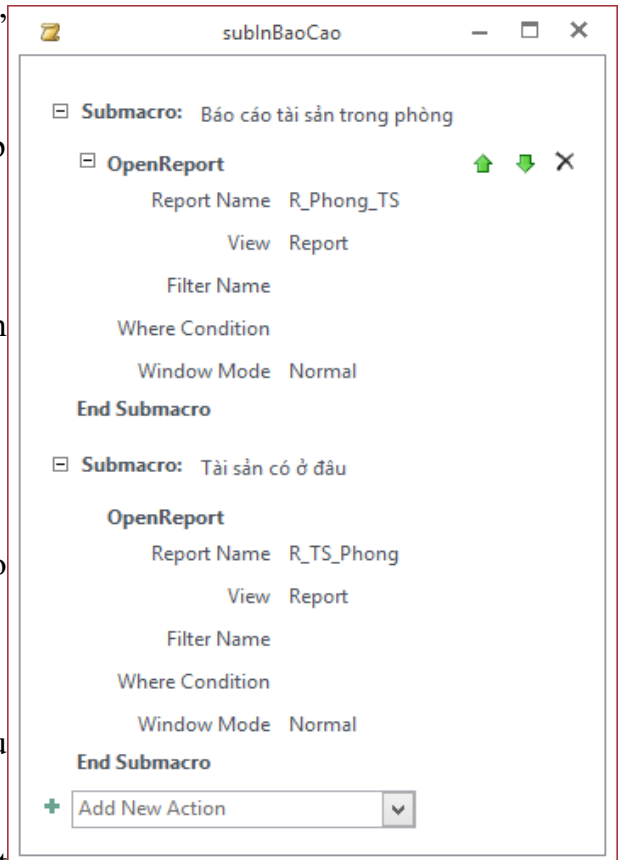 subInBaoCao
Submacro: Báo cáo tài sản trong phòng
OpenReport
Report Name R_Phong_TS
View Report
Filter Name
Where Condition
Window Mode Normal
End Submacro
Submacro: Tài sản có ở đâu
OpenReport
Report Name R_TS_Phong
View Report
Filter Name
Where Condition
Window Mode Normal
End Submacro
Add New Action